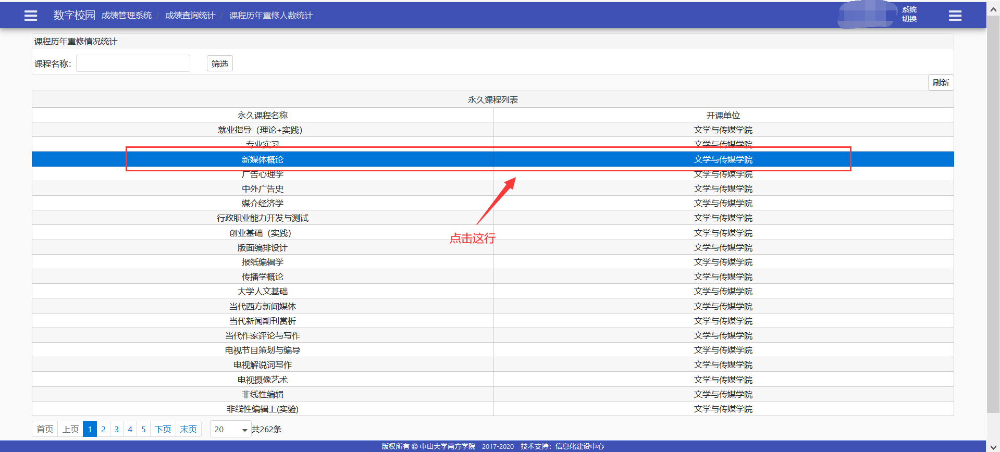 数字校园 成绩管理系统 / 成绩查询统计 / 课程历年重修人数统计
系统
切换
课程历年重修情况统计
课程名称： 筛选
刷新
永久课程列表
永久课程名称 开课单位
就业指导（理论+实践） 文学与传媒学院
专业实习 文学与传媒学院
新媒体概论 文学与传媒学院
广告心理学 文学与传媒学院
中外广告史 文学与传媒学院
媒介经济学 文学与传媒学院
行政职业能力开发与测试 文学与传媒学院
创业基础（实践） 文学与传媒学院
点击这行
版面编排设计 文学与传媒学院
报纸编辑学 文学与传媒学院
传播学概论 文学与传媒学院
大学人文基础 文学与传媒学院
当代西方新闻媒体 文学与传媒学院
当代新闻期刊赏析 文学与传媒学院
当代作家评论与写作 文学与传媒学院
电视节目策划与编导 文学与传媒学院
电视解说词写作 文学与传媒学院
电视摄像艺术 文学与传媒学院
非线性编辑 文学与传媒学院
非线性编辑上(实验) 文学与传媒学院
首页 上页 1 2 3 4 5 下页 末页 20 共262条
版权所有 © 中山大学南方学院 2017-2020 技术支持：信息化建设中心